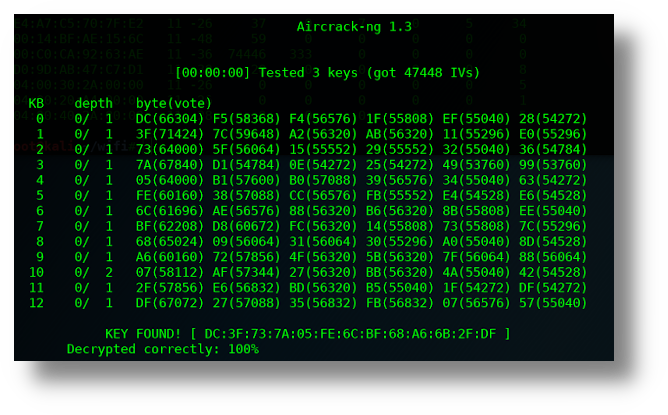 Aircrack-ng 1.3
[00:00:00] Tested 3 keys (got 47448 IVs)
KB depth byte(vote)
0 0/ 1 DC(66304) F5(58368) F4(56576) 1F(55808) EF(55040) 28(54272)
1 0/ 1 3F(71424) 7C(59648) A2(56320) AB(56320) 11(55296) E0(55296)
2 0/ 1 73(64000) 5F(56064) 15(55552) 29(55552) 32(55040) 36(54784)
3 0/ 1 7A(67840) D1(54784) 0E(54272) 25(54272) 49(53760) 99(53760)
4 0/ 1 05(64000) B1(57600) B0(57088) 39(56576) 34(55040) 63(54272)
5 0/ 1 FE(60160) 38(57088) CC(56576) FB(55552) E4(54528) E6(54528)
6 0/ 1 6C(61696) AE(56576) 88(56320) B6(56320) 8B(55808) EE(55040)
7 0/ 1 BF(62208) D8(60672) FC(56320) 14(55808) 73(55808) 7C(55296)
8 0/ 1 68(65024) 09(56064) 31(56064) 30(55296) A0(55040) 8D(54528)
9 0/ 1 A6(60160) 72(57856) 4F(56320) 5B(56320) 7F(56064) 88(56064)
10 0/ 2 07(58112) AF(57344) 27(56320) BB(56320) 4A(55040) 42(54528)
11 0/ 1 2F(57856) E6(56832) BD(56320) B5(55040) 1F(54272) DF(54272)
12 0/ 1 DF(67072) 27(57088) 35(56832) FB(56832) 07(56576) 57(55040)
KEY FOUND! [ DC:3F:73:7A:05:FE:6C:BF:68:A6:6B:2F:DF ]
Decrypted correctly: 100%